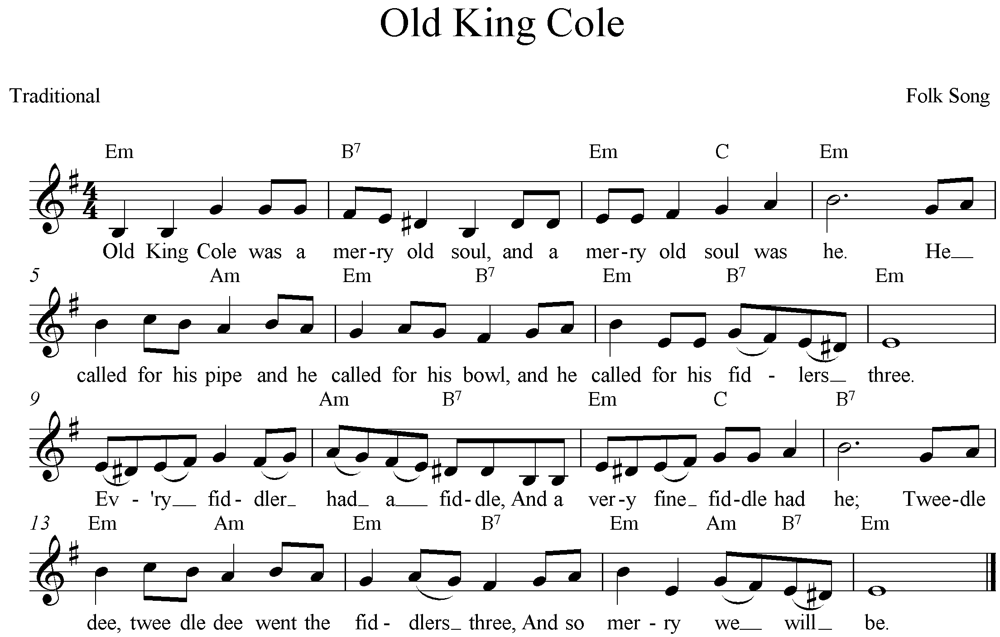 Old King Cole
Traditional Folk Song
Em B7 Em C Em
4
4
Old King Cole was a mer-ry old soul, and a mer-ry old soul was he. He
5 Am Em B7 Em B7 Em
called for his pipe and he called for his bowl, and he called for his fid - lers three.
9 Am B7 Em C B7
Ev - 'ry fid- dler had a fid-dle, And a ver-y fine fid-dle had he; Twee-dle
13 Em Am Em B7 Em Am B7 Em
dee, twee dle dee went the fid - dlers three, And so mer - ry we will be.